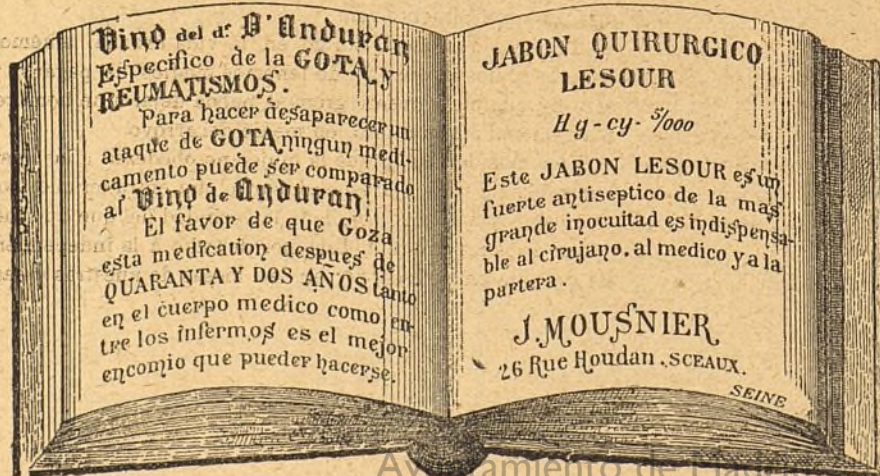 Vino del dr D'Anduran
Especifico de la GOTA y
REUMATISMOS.
Para hacer desaparecer un
ataque de GOTA ningun medi-
camento puede ser comparado
al Vino de Anduran.
El favor de que Goza
esta medication despues de
QUARANTA Y DOS AÑOS tanto
en el cuerpo medico como en-
tre los infermos es el mejor
encomio que pueder hacerse.
JABON QUIRURGICO
LESOUR
Hg-cy- 5/000
Este JABON LESOUR es un
fuerte antiseptico de la mas
grande inocuitad es indispensa-
ble al cirujano, al medico y a la
partera.
J. MOUSNIER
26 Rue Houdan. SCEAUX.
SEINE
Ayuntamiento de Madrid